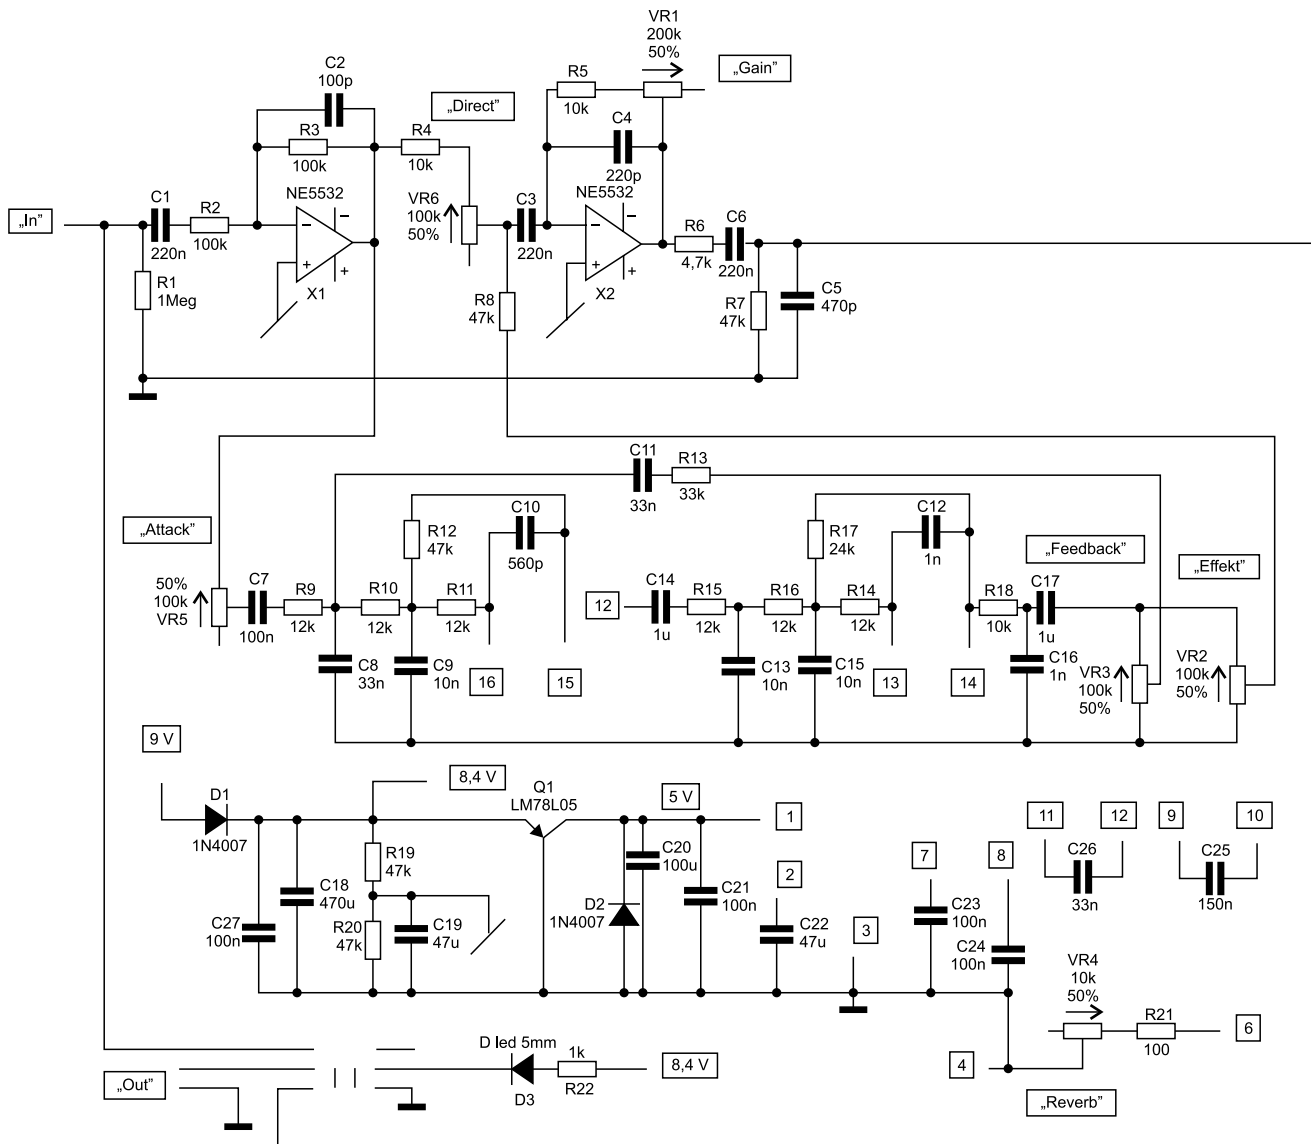 VR1
200k
50%
„Gain”
C2
100p
R5
10k
„Direct”
C4
220p
R3
100k
R4
10k
NE5532
NE5532
C1
220n
R2
100k
„In”
VR6
100k
50%
C3
220n
R6
4,7k
C6
220n
−
−
+
+
−
−
+
+
X1
X2
R1
1Meg
R8
47k
R7
47k
C5
470p
C11
33n
R13
33k
„Attack”
R12
47k
C10
560p
R17
24k
C12
1n
„Feedback”
„Effekt”
50%
100k
VR5
C7
100n
R9
12k
R10
12k
R11
12k
12
C14
1u
R15
12k
R16
12k
R14
12k
R18
10k
C17
1u
C8
33n
C9
10n
16
15
C13
10n
C15
10n
13
14
C16
1n
VR3
100k
50%
VR2
100k
50%
9 V
8,4 V
D1
1N4007
Q1
LM78L05
5 V
1
11
12
9
10
R19
47k
C20
100u
C26
33n
C25
150n
C18
470u
C21
100n
2
7
8
C27
100n
R20
47k
C19
47u
D2
1N4007
C22
47u
3
C23
100n
C24
100n
VR4
10k
50%
R21
100
6
D led 5mm
1k
R22
D3
8,4 V
4
„Out”
„Reverb”